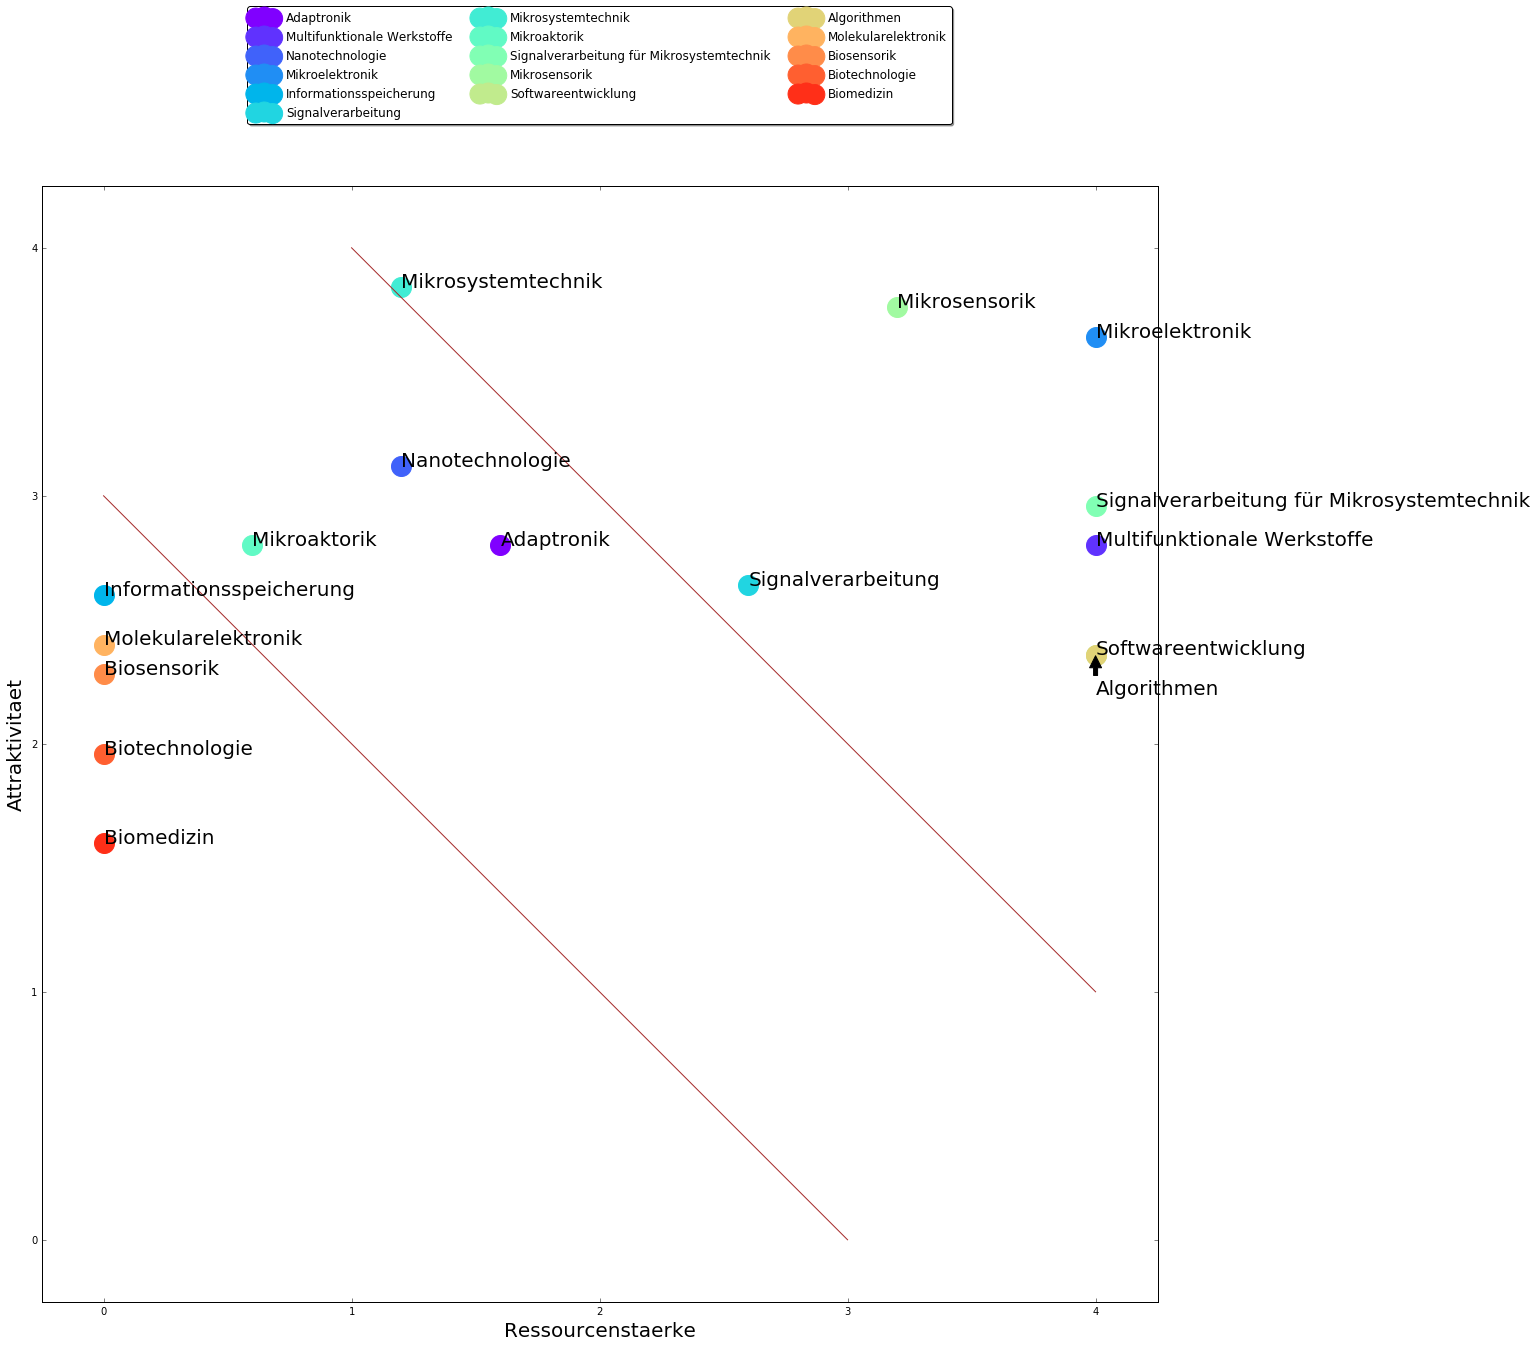 Adaptronik
Multifunktionale Werkstoffe
Nanotechnologie
Mikroelektronik
Informationsspeicherung
Signalverarbeitung
Mikrosystemtechnik
Mikroaktorik
Signalverarbeitung für Mikrosystemtechnik
Mikrosensorik
Softwareentwicklung
Algorithmen
Molekularelektronik
Biosensorik
Biotechnologie
Biomedizin
4
Mikrosystemtechnik
Mikrosensorik
Mikroelektronik
Nanotechnologie
3
Signalverarbeitung für Mikrosystemtechnik
Mikroaktorik
Adaptronik
Multifunktionale Werkstoffe
Informationsspeicherung
Signalverarbeitung
Molekularelektronik
Softwareentwicklung
Biosensorik
Algorithmen
Attraktivitaet
2
Biotechnologie
Biomedizin
1
0
0
1
2
3
4
Ressourcenstaerke